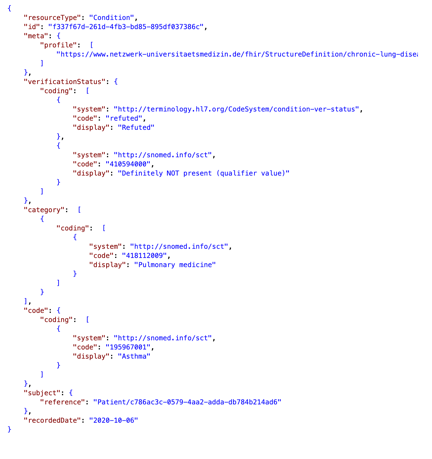 {
"resourceType": "Condition",
"id": "f337f67d-261d-4fb3-bd85-895df037386c",
"meta": {
"profile":  [
"https://www.netzwerk-universitaetsmedizin.de/fhir/StructureDefinition/chronic-lung-disea
]
},
"verificationStatus": {
"coding":  [
{
"system": "http://terminology.hl7.org/CodeSystem/condition-ver-status",
"code": "refuted",
"display": "Refuted"
},
{
"system": "http://snomed.info/sct",
"code": "410594000",
"display": "Definitely NOT present (qualifier value)"
}
]
},
"category":  [
{
"coding":  [
{
"system": "http://snomed.info/sct",
"code": "418112009",
"display": "Pulmonary medicine"
}
]
}
],
"code": {
"coding":  [
{
"system": "http://snomed.info/sct",
"code": "195967001",
"display": "Asthma"
}
]
},
"subject": {
"reference": "Patient/c786ac3c-0579-4aa2-adda-db784b214ad6"
},
"recordedDate": "2020-10-06"
}